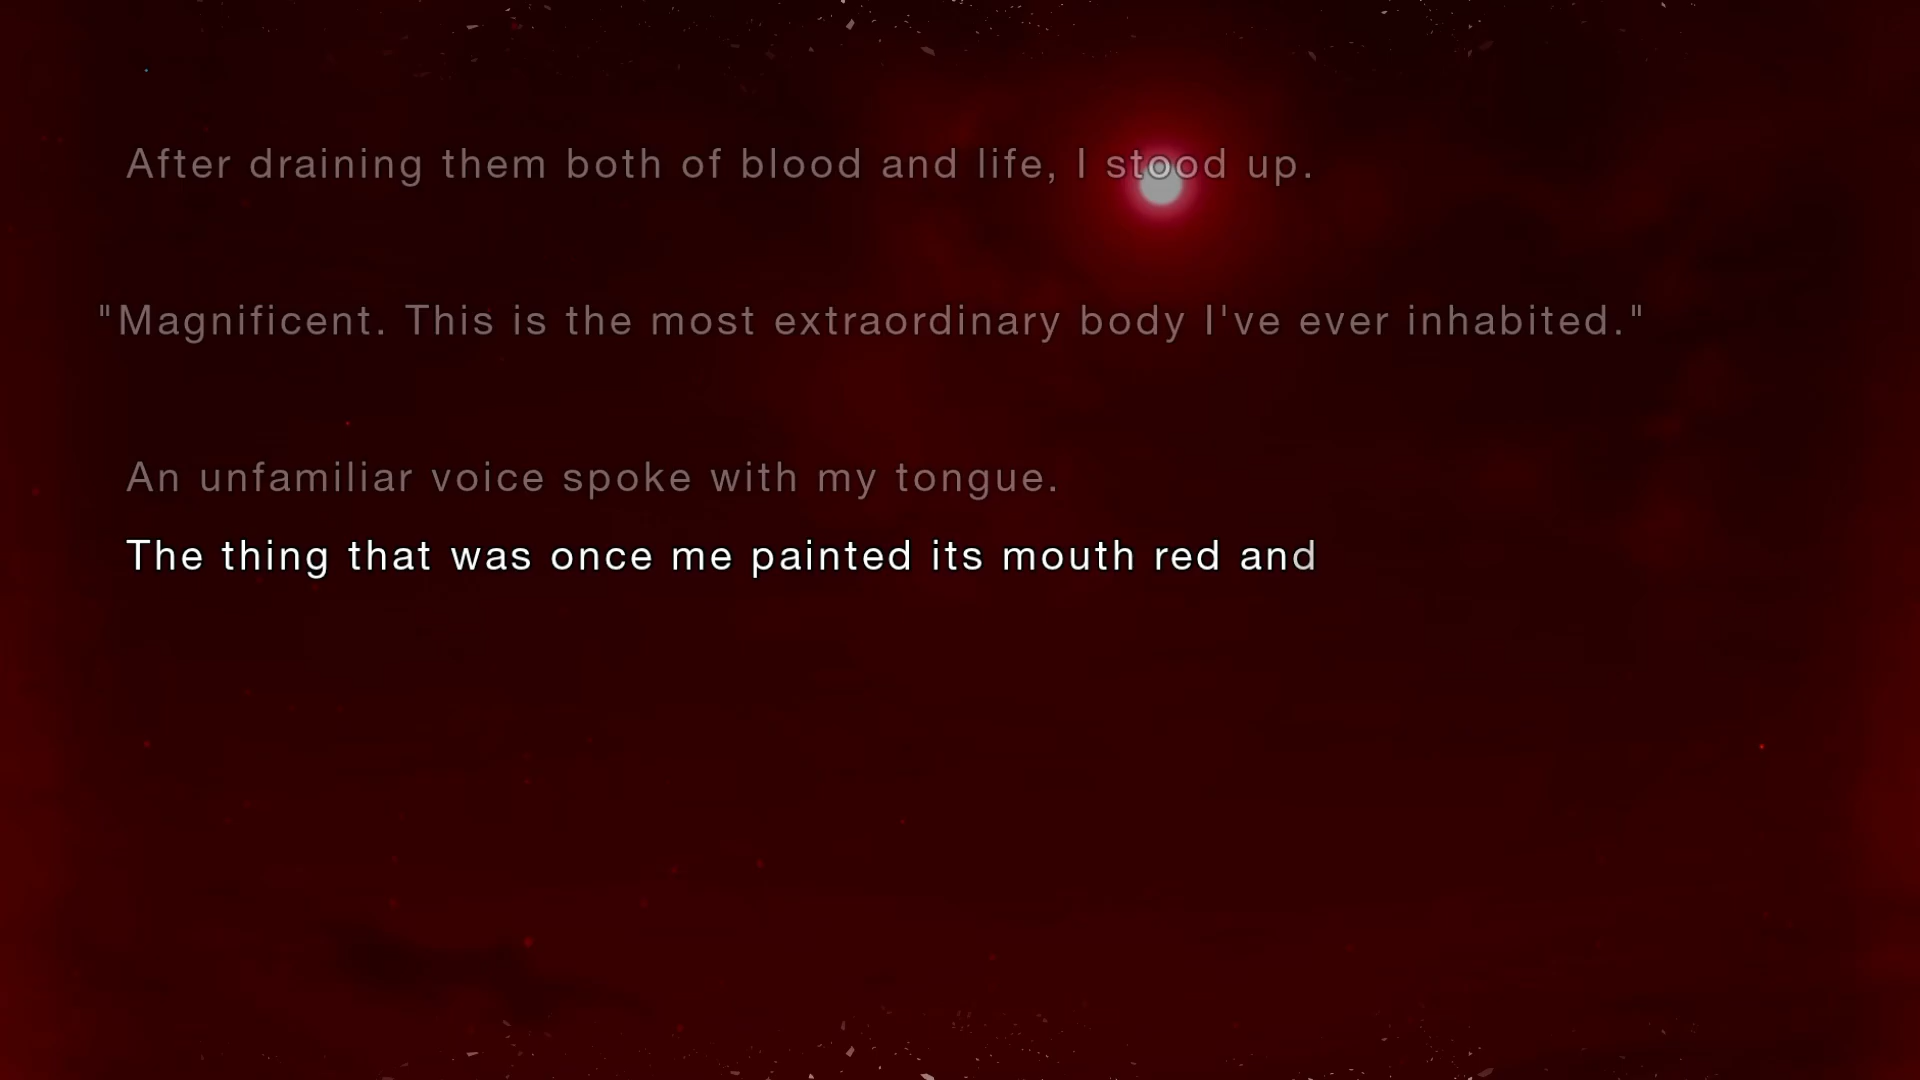 After draining them both of blood and life, I stood up.
"Magnificent. This is the most extraordinary body I've ever inhabited."
An unfamiliar voice spoke with my tongue.
The thing that was once me painted its mouth red and